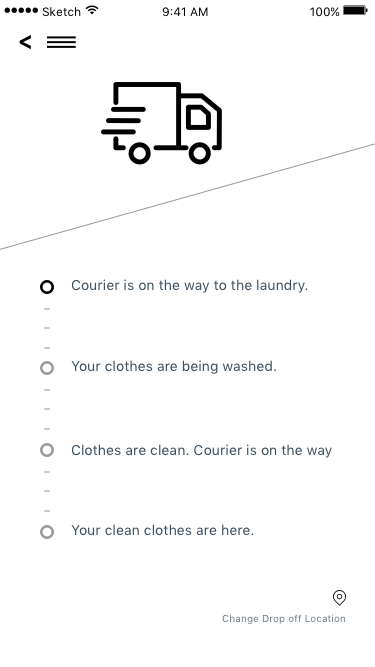 Sketch 9:41 AM 100%
<
Courier is on the way to the laundry.
Your clothes are being washed.
Clothes are clean. Courier is on the way
Your clean clothes are here.
Change Drop off Location